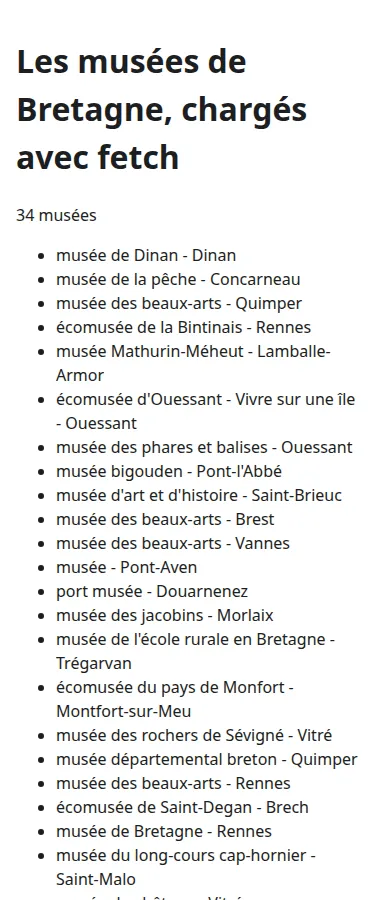 Les musées de
Bretagne, chargés
avec fetch
34 musées
musée de Dinan - Dinan
musée de la pêche - Concarneau
musée des beaux-arts - Quimper
écomusée de la Bintinais - Rennes
musée Mathurin-Méheut - Lamballe-
Armor
écomusée d'Ouessant - Vivre sur une île
- Ouessant
musée des phares et balises - Ouessant
musée bigouden - Pont-l'Abbé
musée d'art et d'histoire - Saint-Brieuc
musée des beaux-arts - Brest
musée des beaux-arts - Vannes
musée - Pont-Aven
port musée - Douarnenez
musée des jacobins - Morlaix
musée de l'école rurale en Bretagne -
Trégarvan
écomusée du pays de Monfort -
Montfort-sur-Meu
musée des rochers de Sévigné - Vitré
musée départemental breton - Quimper
musée des beaux-arts - Rennes
écomusée de Saint-Degan - Brech
musée de Bretagne - Rennes
musée du long-cours cap-hornier -
Saint-Malo